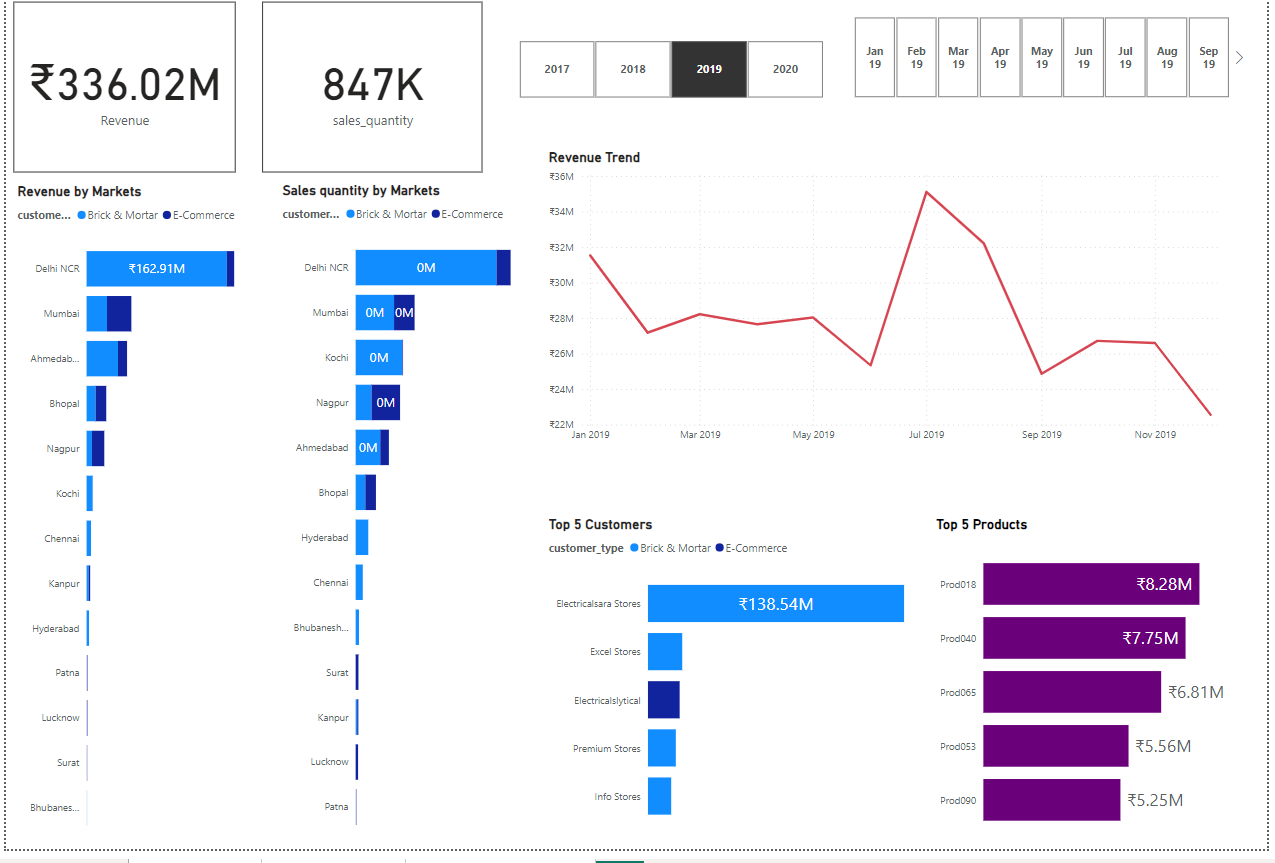 ₹336.02M
Revenue
847K
sales_quantity
2017
2018
2019
2020
Jan
19
Feb
19
Mar
19
Apr
19
May
19
Jun
19
Jul
19
Aug
19
Sep
19
Revenue by Markets
custome... Brick & Mortar E-Commerce
Delhi NCR ₹162.91M
Mumbai
Ahmedab...
Bhopal
Nagpur
Kochi
Chennai
Kanpur
Hyderabad
Patna
Lucknow
Surat
Bhubanes...
Sales quantity by Markets
customer... Brick & Mortar E-Commerce
Delhi NCR 0M
Mumbai 0M 0M
Kochi 0M
Nagpur 0M
Ahmedabad 0M
Bhopal
Hyderabad
Chennai
Bhubanesh...
Surat
Kanpur
Lucknow
Patna
Revenue Trend
₹36M
₹34M
₹32M
₹30M
₹28M
₹26M
₹24M
₹22M
Jan 2019 Mar 2019 May 2019 Jul 2019 Sep 2019 Nov 2019
Top 5 Customers
customer_type Brick & Mortar E-Commerce
Electricalsara Stores ₹138.54M
Excel Stores
Electricalslytical
Premium Stores
Info Stores
Top 5 Products
Prod018 ₹8.28M
Prod040 ₹7.75M
Prod065 ₹6.81M
Prod053 ₹5.56M
Prod090 ₹5.25M